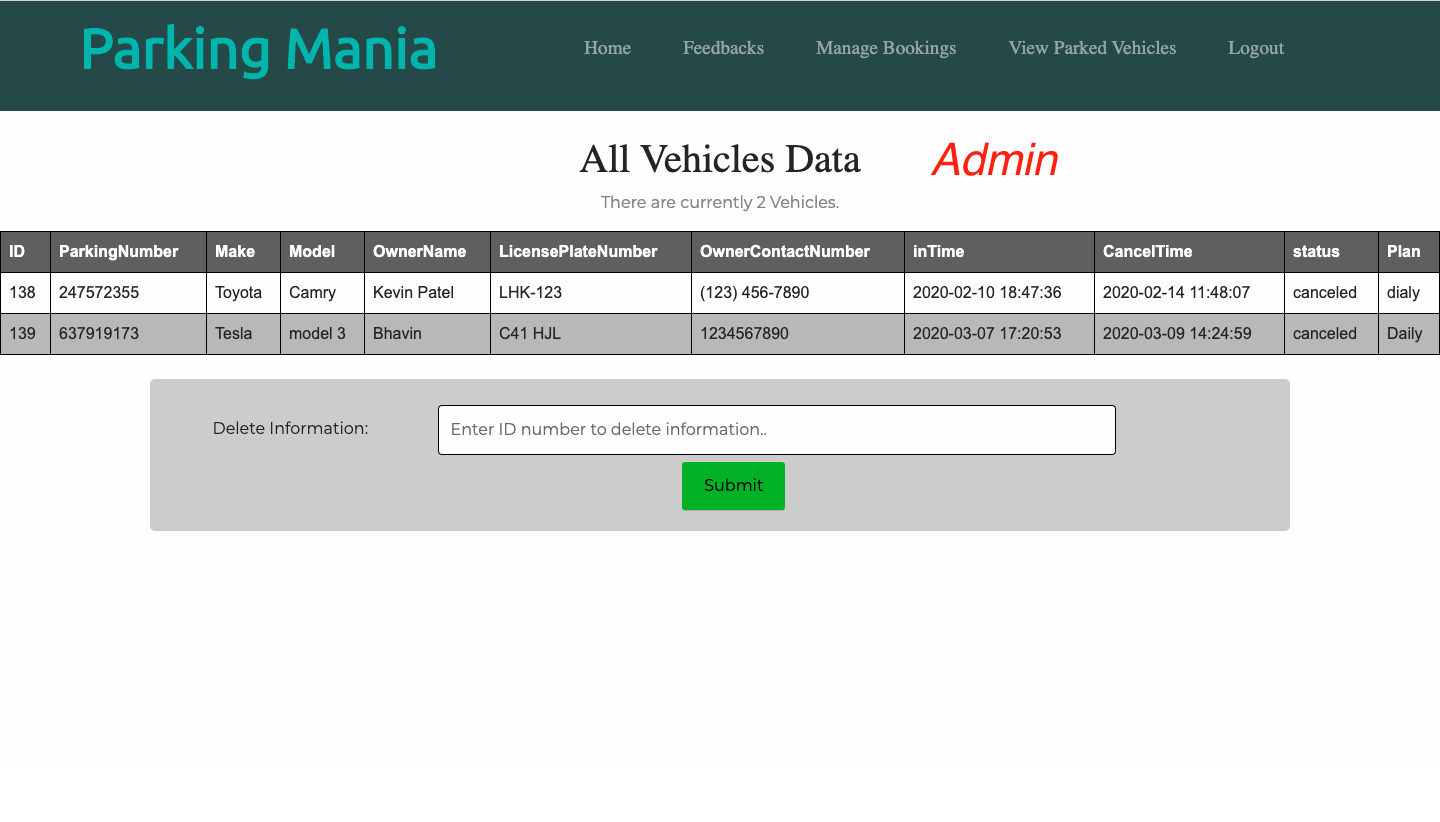 Parking Mania
Home Feedbacks Manage Bookings View Parked Vehicles Logout
All Vehicles Data Admin
There are currently 2 Vehicles.
ID ParkingNumber Make Model OwnerName LicensePlateNumber OwnerContactNumber inTime CancelTime status Plan
138 247572355 Toyota Camry Kevin Patel LHK-123 (123) 456-7890 2020-02-10 18:47:36 2020-02-14 11:48:07 canceled dialy
139 637919173 Tesla model 3 Bhavin C41 HJL 1234567890 2020-03-07 17:20:53 2020-03-09 14:24:59 canceled Daily
Delete Information: Enter ID number to delete information..
Submit